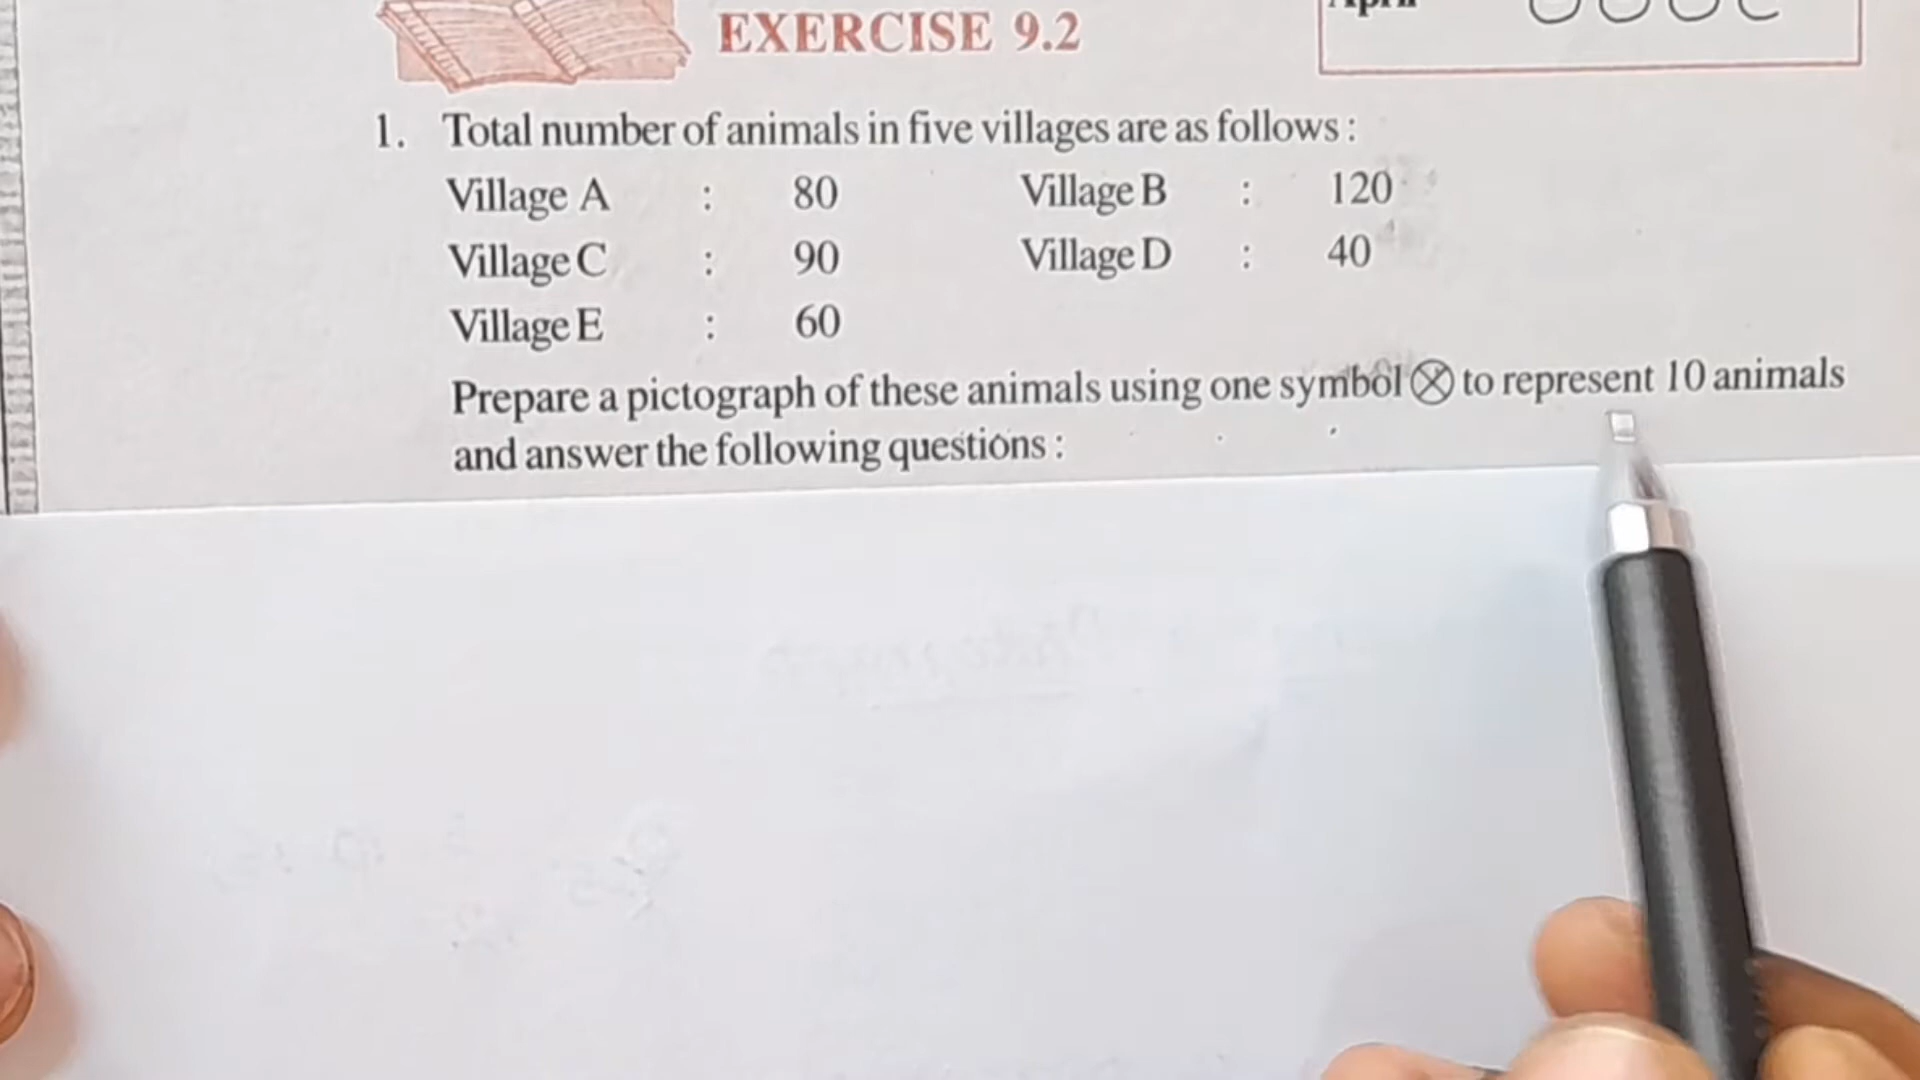 EXERCISE 9.2
1. Total number of animals in five villages are as follows :
Village A : 80 Village B : 120
Village C : 90 Village D : 40
Village E : 60
Prepare a pictograph of these animals using one symbol ⊗ to represent 10 animals
and answer the following questions :